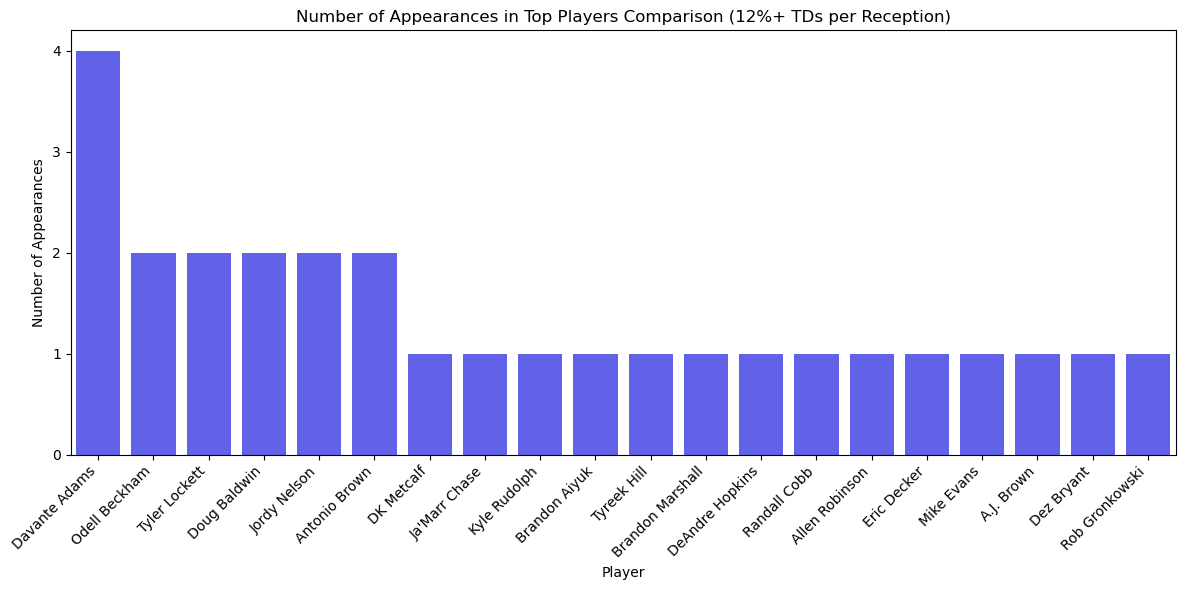 Number of Appearances in Top Players Comparison (12%+ TDs per Reception)
Number of Appearances
4
3
2
1
0
Davante Adams
Odell Beckham
Tyler Lockett
Doug Baldwin
Jordy Nelson
Antonio Brown
DK Metcalf
Ja'Marr Chase
Kyle Rudolph
Brandon Aiyuk
Tyreek Hill
Brandon Marshall
DeAndre Hopkins
Randall Cobb
Allen Robinson
Eric Decker
Mike Evans
A.J. Brown
Dez Bryant
Rob Gronkowski
Player